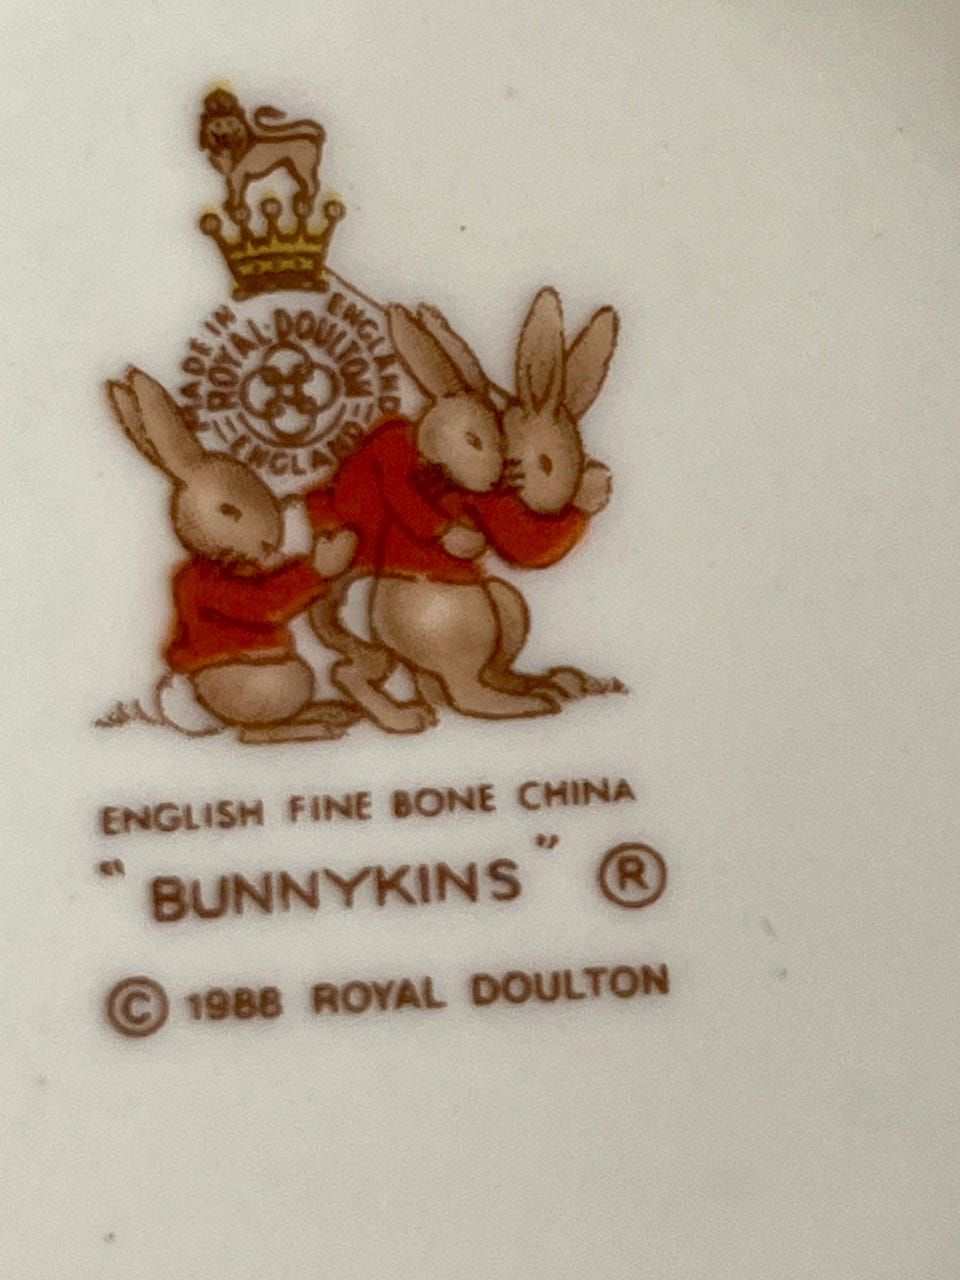 MADE IN ENGLAND
ROYAL·DOULTON
ENGLAND
ENGLISH FINE BONE CHINA
"BUNNYKINS" ®
© 1988 ROYAL DOULTON